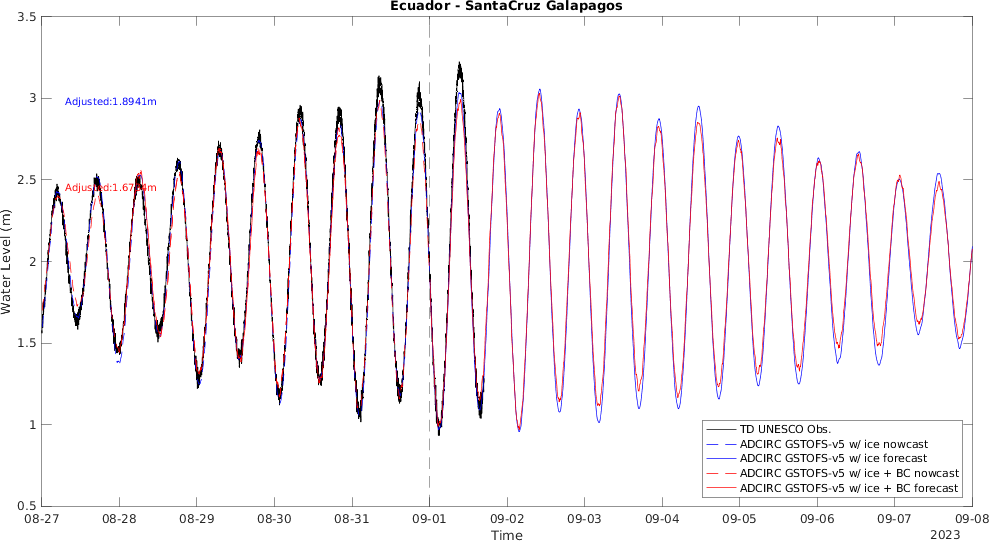 Ecuador - SantaCruz Galapagos
3.5
3
2.5
2
1.5
1
0.5
Water Level (m)
Adjusted:1.8941m
08-27
08-28
08-29
08-30
08-31
09-01
09-02
09-03
09-04
09-05
09-06
09-07
09-08
2023
Time
TD UNESCO Obs.
ADCIRC GSTOFS-v5 w/ ice nowcast
ADCIRC GSTOFS-v5 w/ ice forecast
ADCIRC GSTOFS-v5 w/ ice + BC nowcast
ADCIRC GSTOFS-v5 w/ ice + BC forecast